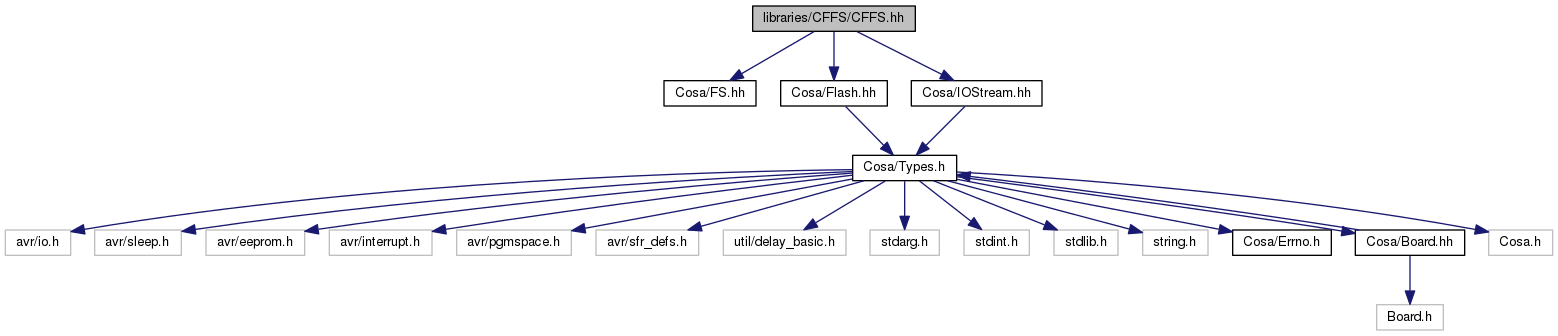 libraries/CFFS/CFFS.hh
Cosa/FS.hh
Cosa/Flash.hh
Cosa/IOStream.hh
Cosa/Types.h
avr/io.h
avr/sleep.h
avr/eeprom.h
avr/interrupt.h
avr/pgmspace.h
avr/sfr_defs.h
util/delay_basic.h
stdarg.h
stdint.h
stdlib.h
string.h
Cosa/Errno.h
Cosa/Board.hh
Cosa.h
Board.h